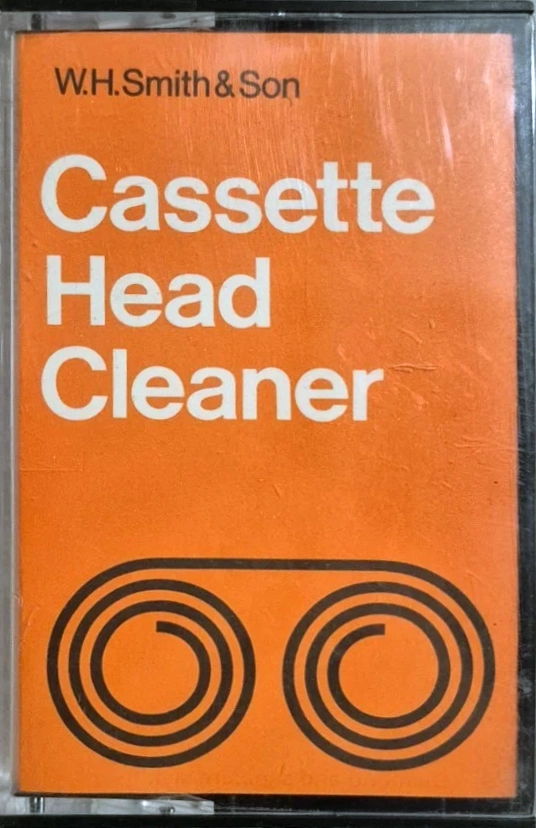 W.H.Smith & Son
Cassette
Head
Cleaner